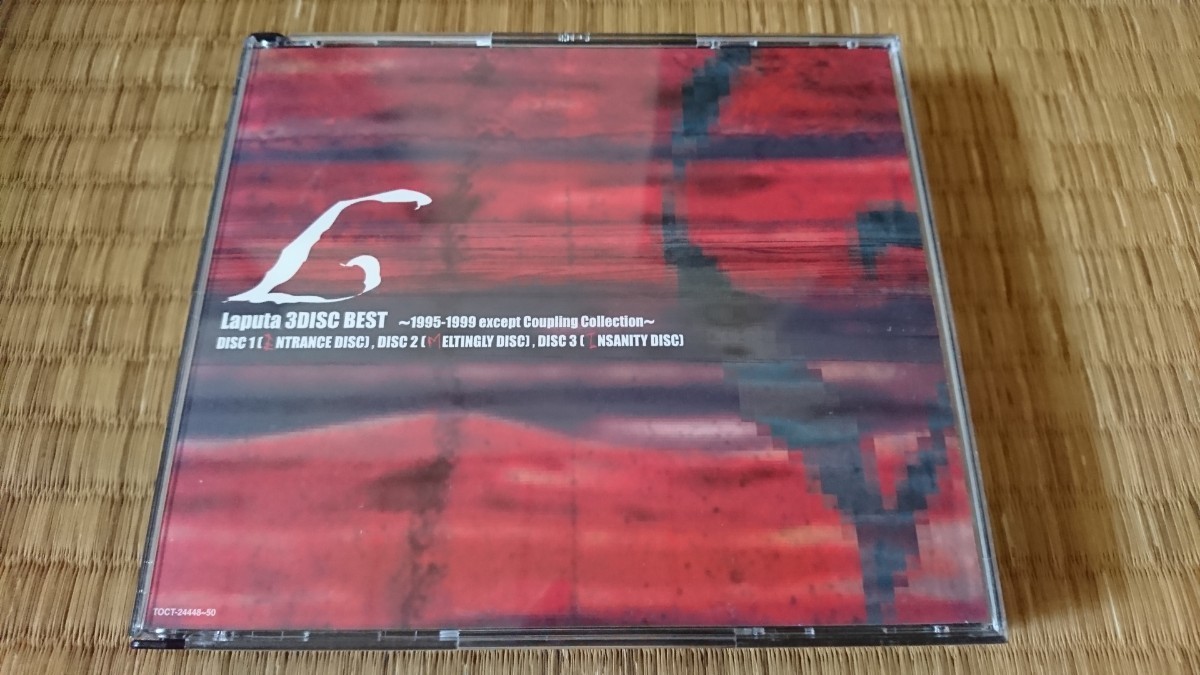 L
Laputa 3DISC BEST ~1995-1999 except Coupling Collection~
DISC 1 (ENTRANCE DISC), DISC 2 (MELTINGLY DISC), DISC 3 (INSANITY DISC)
TOCT-24448~50